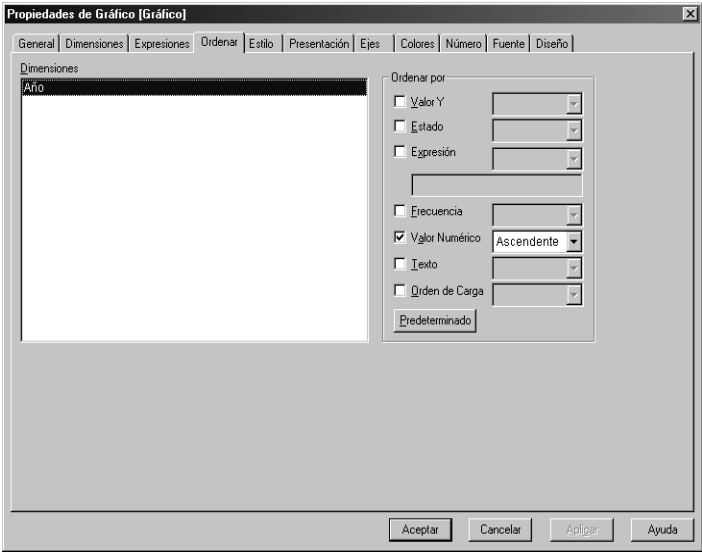 Propiedades de Gráfico [Gráfico]
General Dimensiones Expresiones Ordenar Estilo Presentación Ejes Colores Número Fuente Diseño
Dimensiones
Año
Ordenar por
Valor Y
Estado
Expresión
Frecuencia
Valor Numérico Ascendente
Texto
Orden de Carga
Predeterminado
Aceptar Cancelar Aplicar Ayuda